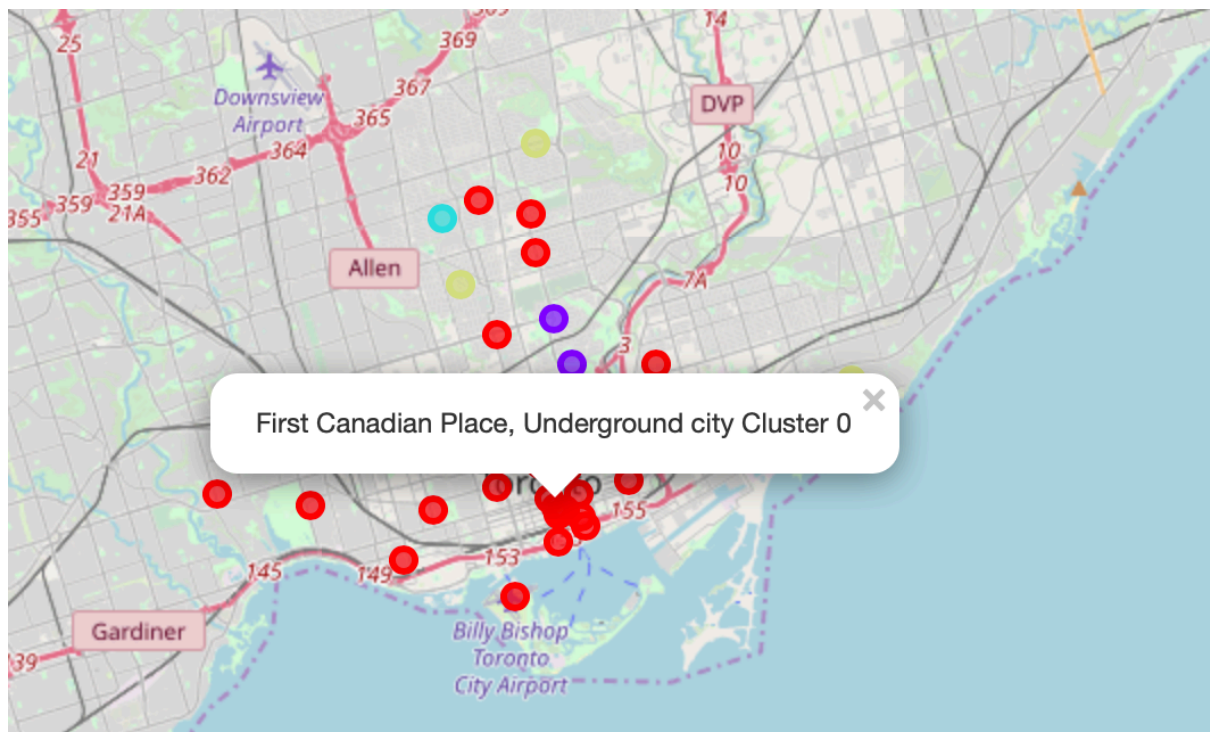 14
369
25
369
367
Downsview
Airport
DVP
365
21
364
10
362
10
359
359
355
21A
Allen
7A
3
First Canadian Place, Underground city Cluster 0
×
155
153
145
149
Gardiner
Billy Bishop
Toronto
City Airport
39